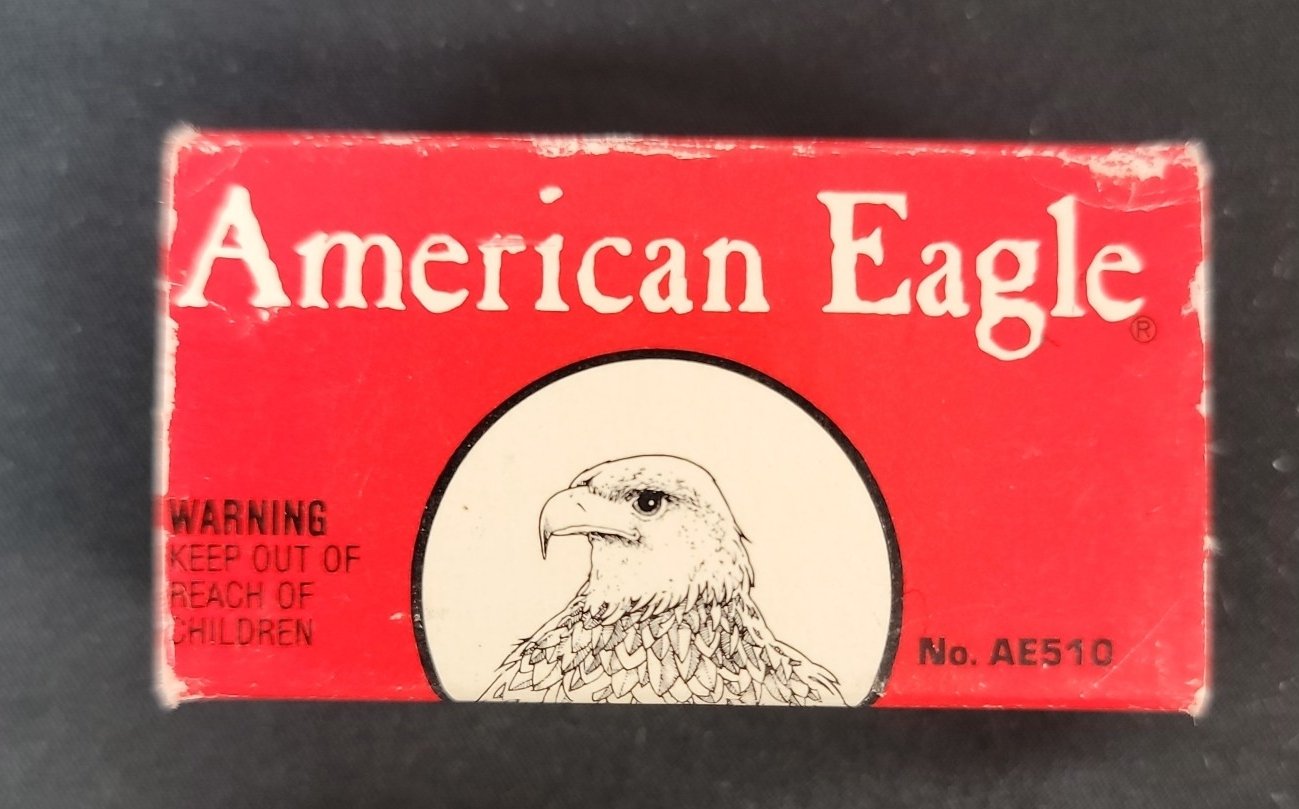 American Eagle®
WARNING
KEEP OUT OF
REACH OF
CHILDREN
No. AE510